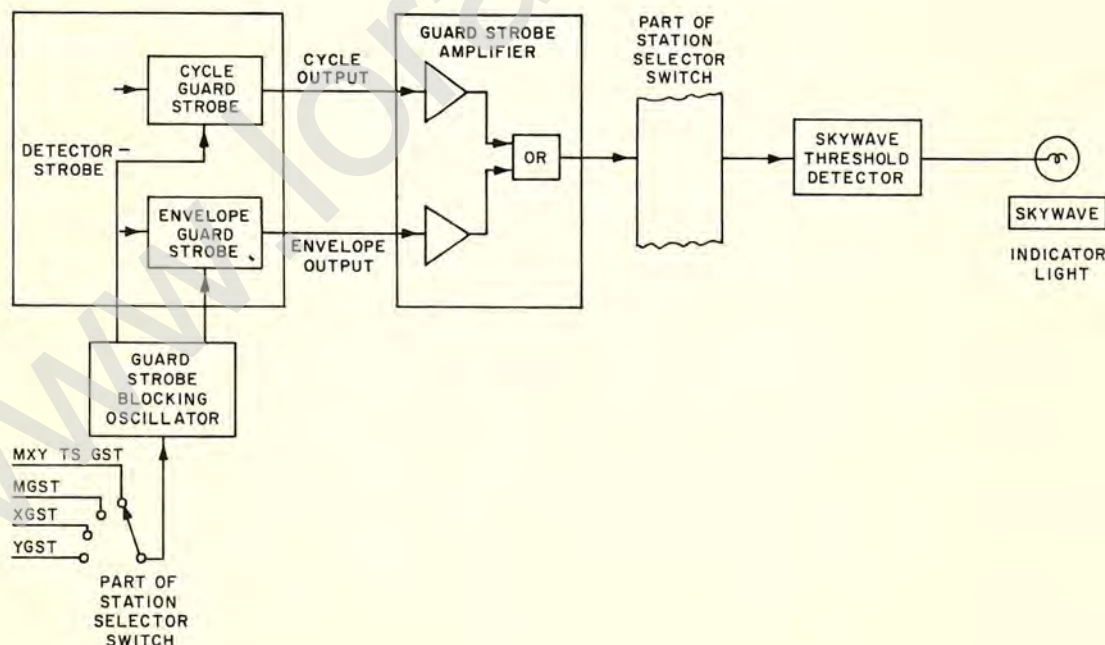 CYCLE
GUARD
STROBE
DETECTOR-
STROBE
ENVELOPE
GUARD
STROBE
CYCLE
OUTPUT
ENVELOPE
OUTPUT
GUARD STROBE
AMPLIFIER
OR
PART OF
STATION
SELECTOR
SWITCH
SKYWAVE
THRESHOLD
DETECTOR
SKYWAVE
INDICATOR
LIGHT
GUARD
STROBE
BLOCKING
OSCILLATOR
MXY TS GST
MGST
XGST
YGST
PART OF
STATION
SELECTOR
SWITCH
www.lora